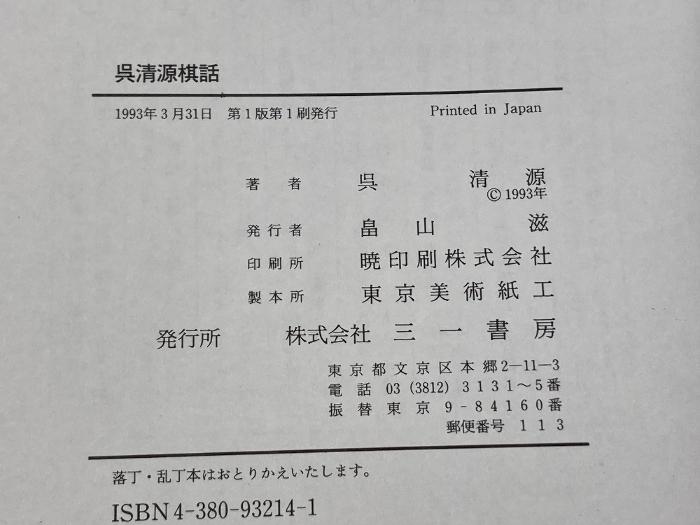 呉清源棋話
1993年3月31日 第1版第1刷発行 Printed in Japan
著者 呉清源
©1993年
発行者 畠山滋
印刷所 暁印刷株式会社
製本所 東京美術紙工
発行所 株式会社 三一書房
東京都文京区本郷2—11—3
電話 03 (3812) 3131〜5番
振替東京 9-84160番
郵便番号 113
落丁・乱丁本はおとりかえいたします。
ISBN4-380-93214-1